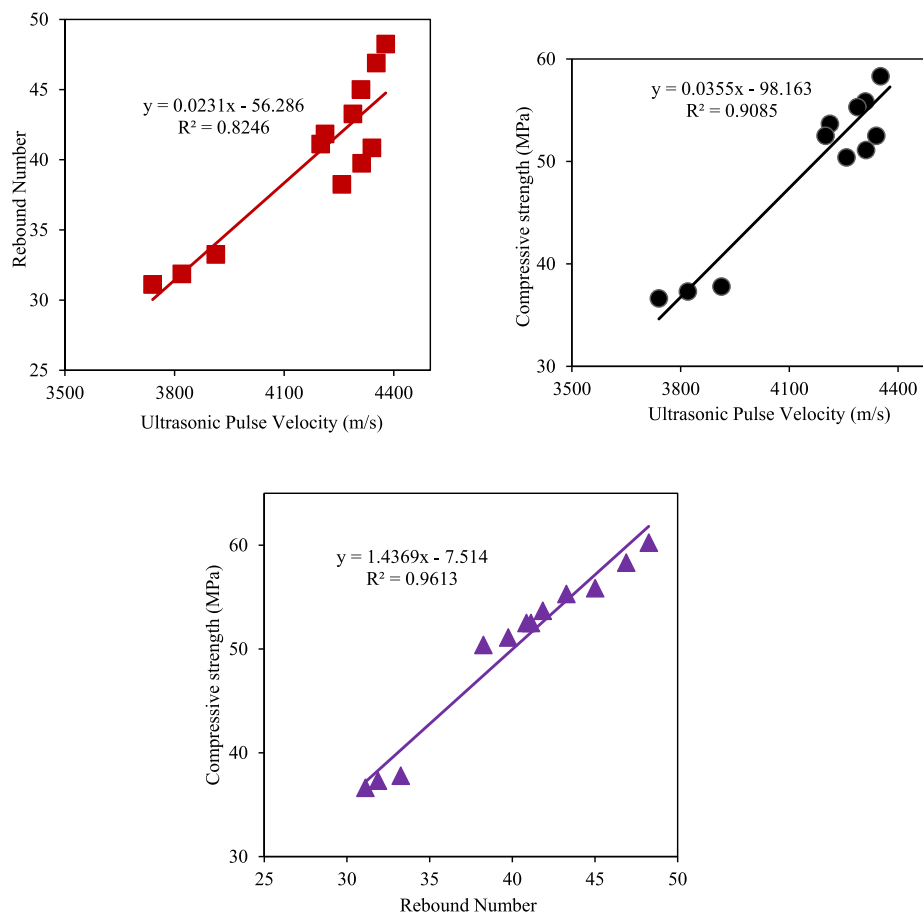 50
45
40
35
30
25
Rebound Number
y = 0.0231x - 56.286
R² = 0.8246
3500 3800 4100 4400
Ultrasonic Pulse Velocity (m/s)
60
50
40
30
Compressive strength (MPa)
y = 0.0355x - 98.163
R² = 0.9085
3500 3800 4100 4400
Ultrasonic Pulse Velocity (m/s)
60
50
40
30
Compressive strength (MPa)
y = 1.4369x - 7.514
R² = 0.9613
25 30 35 40 45 50
Rebound Number